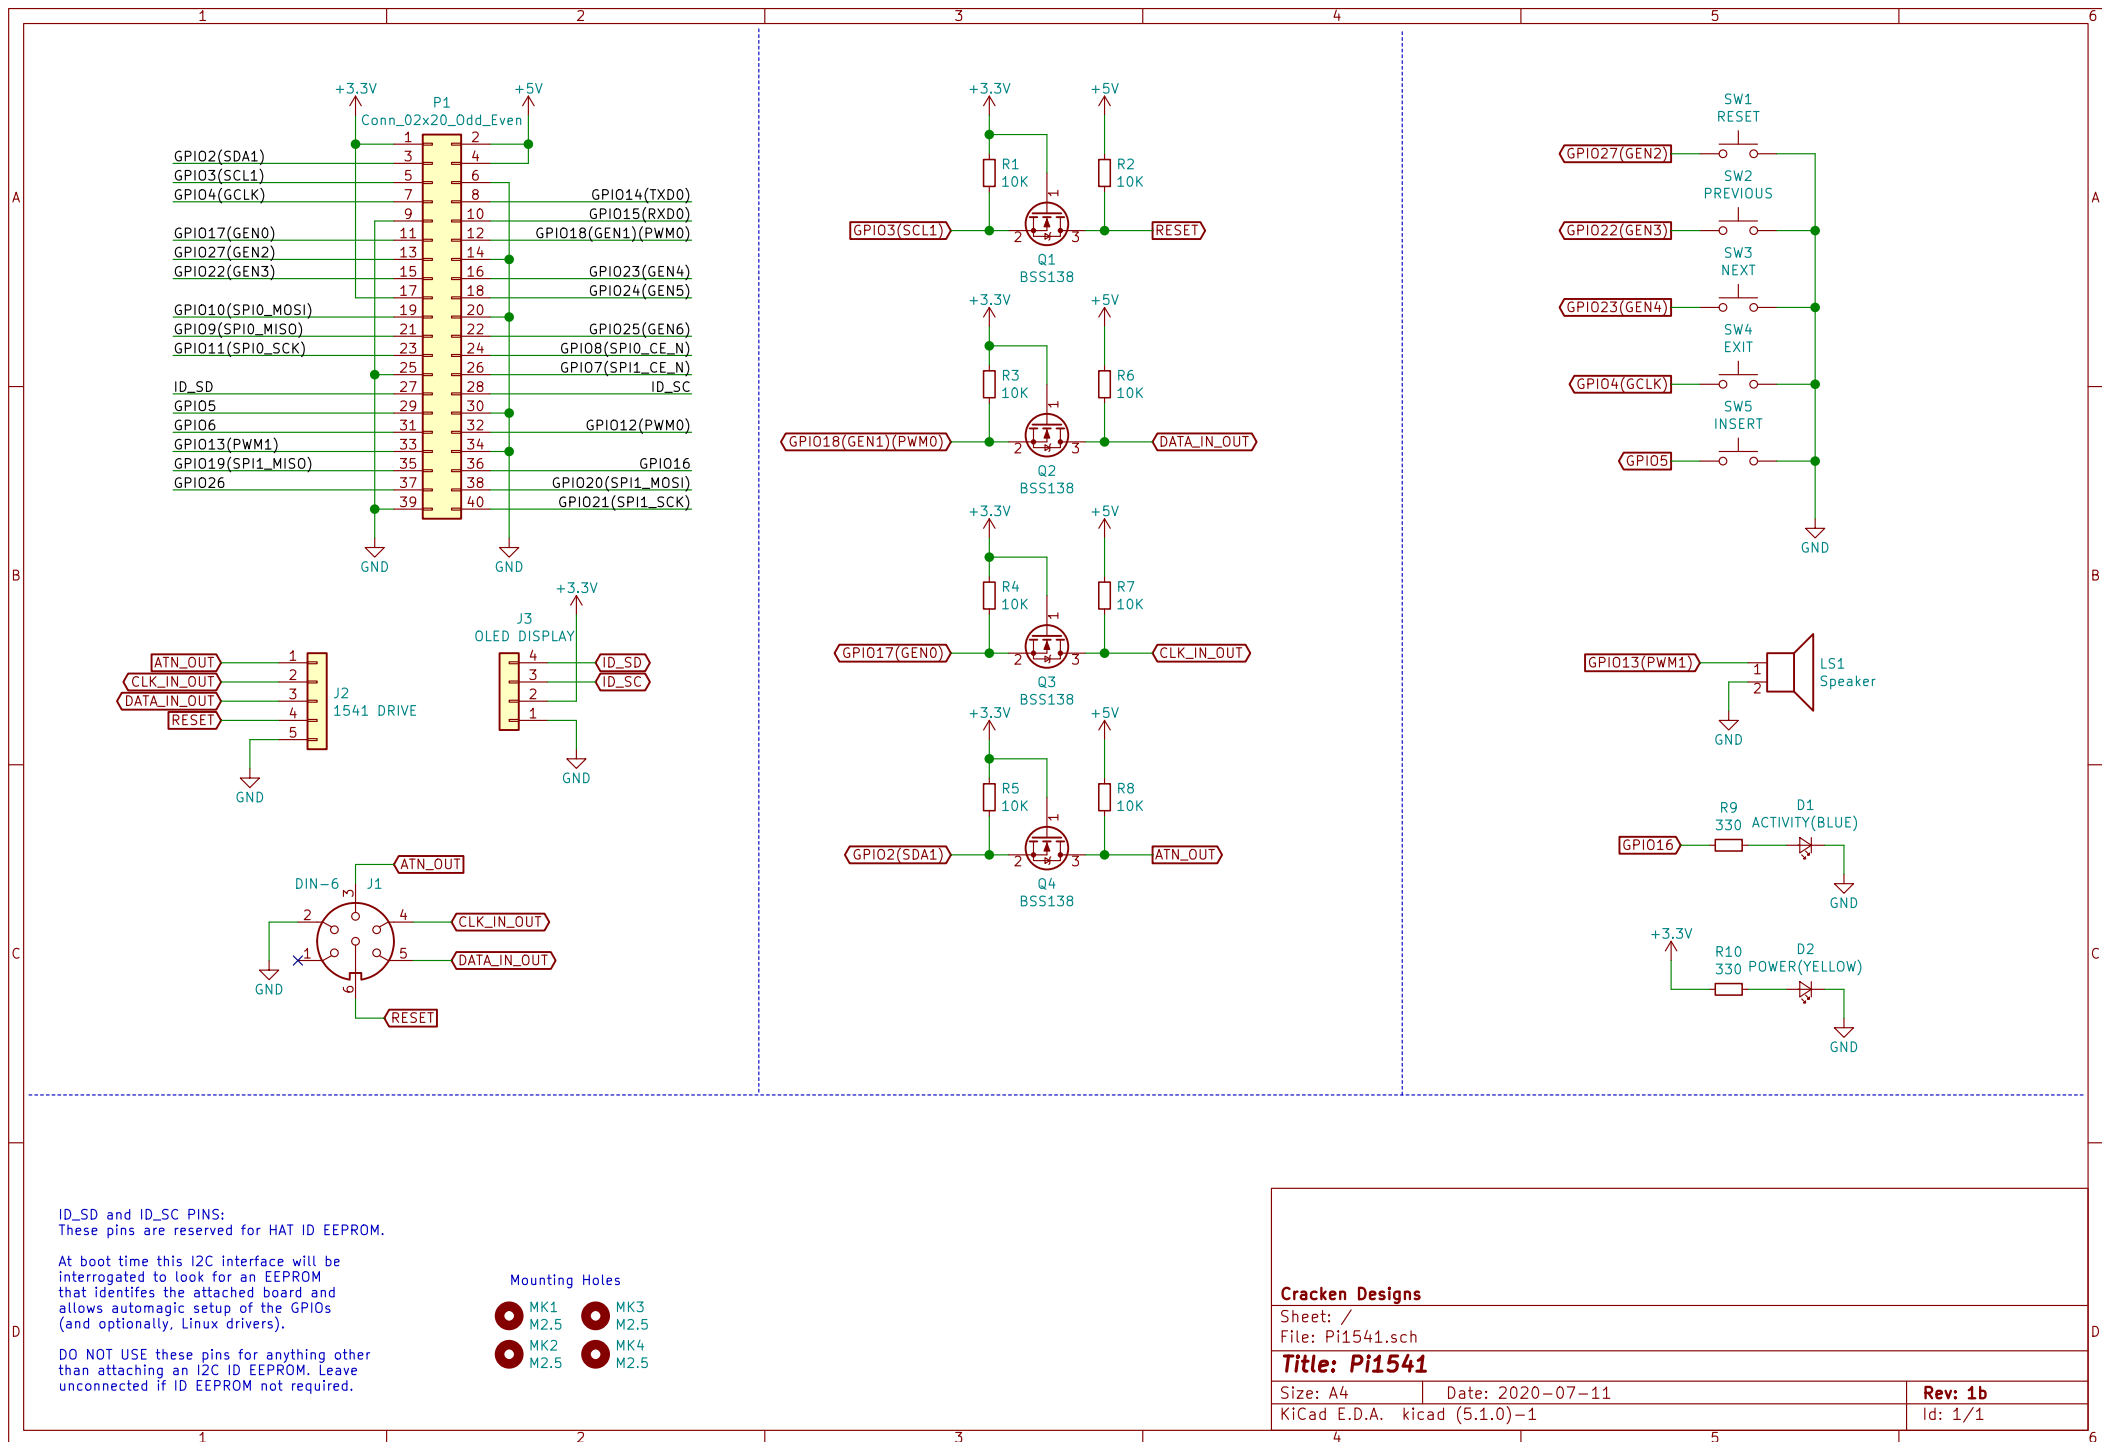 1 2 3 4 5 6
A
B
C
D
+3.3V
+5V
P1
Conn_02x20_Odd_Even
1 2
GPIO2(SDA1) 3 4
GPIO3(SCL1) 5 6
GPIO4(GCLK) 7 8 GPIO14(TXD0)
9 10 GPIO15(RXD0)
GPIO17(GEN0) 11 12 GPIO18(GEN1)(PWM0)
GPIO27(GEN2) 13 14
GPIO22(GEN3) 15 16 GPIO23(GEN4)
17 18 GPIO24(GEN5)
GPIO10(SPI0_MOSI) 19 20
GPIO9(SPI0_MISO) 21 22 GPIO25(GEN6)
GPIO11(SPI0_SCK) 23 24 GPIO8(SPI0_CE_N)
25 26 GPIO7(SPI1_CE_N)
ID_SD 27 28 ID_SC
GPIO5 29 30
GPIO6 31 32 GPIO12(PWM0)
GPIO13(PWM1) 33 34
GPIO19(SPI1_MISO) 35 36 GPIO16
GPIO26 37 38 GPIO20(SPI1_MOSI)
39 40 GPIO21(SPI1_SCK)
GND GND
ATN_OUT 1
CLK_IN_OUT 2
DATA_IN_OUT 3
RESET 4
5
J2
1541 DRIVE
GND
+3.3V
J3
OLED DISPLAY
4 ID_SD
3 ID_SC
2
1
GND
ATN_OUT
DIN-6 J1
3
2 4 CLK_IN_OUT
1 5 DATA_IN_OUT
6
GND
RESET
+3.3V +5V
R1
10K
R2
10K
1
GPIO3(SCL1) 2 3 RESET
Q1
BSS138
+3.3V +5V
R3
10K
R6
10K
1
GPIO18(GEN1)(PWM0) 2 3 DATA_IN_OUT
Q2
BSS138
+3.3V +5V
R4
10K
R7
10K
1
GPIO17(GEN0) 2 3 CLK_IN_OUT
Q3
BSS138
+3.3V +5V
R5
10K
R8
10K
1
GPIO2(SDA1) 2 3 ATN_OUT
Q4
BSS138
SW1
RESET
GPIO27(GEN2)
SW2
PREVIOUS
GPIO22(GEN3)
SW3
NEXT
GPIO23(GEN4)
SW4
EXIT
GPIO4(GCLK)
SW5
INSERT
GPIO5
GND
GPIO13(PWM1) 1
2
LS1
Speaker
GND
R9
330
D1
ACTIVITY(BLUE)
GPIO16
GND
+3.3V
R10
330
D2
POWER(YELLOW)
GND
ID_SD and ID_SC PINS:
These pins are reserved for HAT ID EEPROM.
At boot time this I2C interface will be
interrogated to look for an EEPROM
that identifes the attached board and
allows automagic setup of the GPIOs
(and optionally, Linux drivers).
DO NOT USE these pins for anything other
than attaching an I2C ID EEPROM. Leave
unconnected if ID EEPROM not required.
Mounting Holes
MK1
M2.5
MK3
M2.5
MK2
M2.5
MK4
M2.5
Cracken Designs
Sheet: /
File: Pi1541.sch
Title: Pi1541
Size: A4 Date: 2020-07-11 Rev: 1b
KiCad E.D.A. kicad (5.1.0)-1 Id: 1/1
A
B
C
D
1 2 3 4 5 6